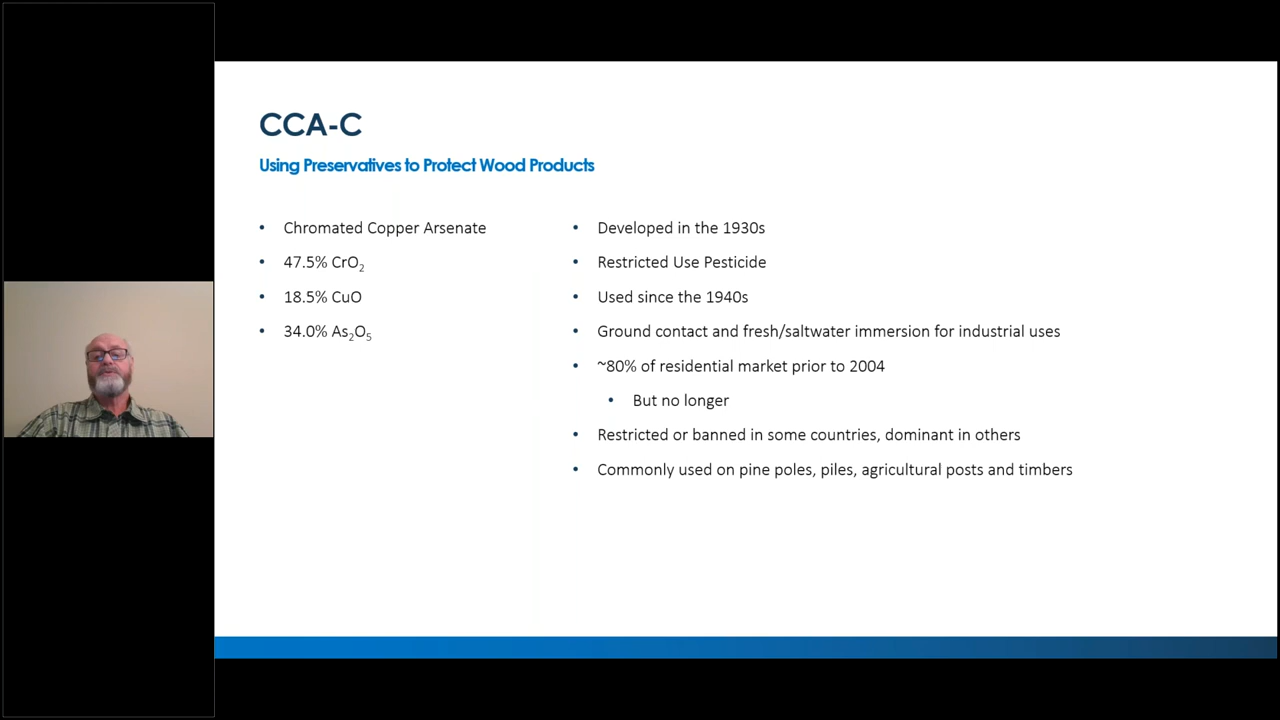 CCA-C
Using Preservatives to Protect Wood Products
• Chromated Copper Arsenate
• 47.5% CrO₂
• 18.5% CuO
• 34.0% As₂O₅
• Developed in the 1930s
• Restricted Use Pesticide
• Used since the 1940s
• Ground contact and fresh/saltwater immersion for industrial uses
• ~80% of residential market prior to 2004
• But no longer
• Restricted or banned in some countries, dominant in others
• Commonly used on pine poles, piles, agricultural posts and timbers